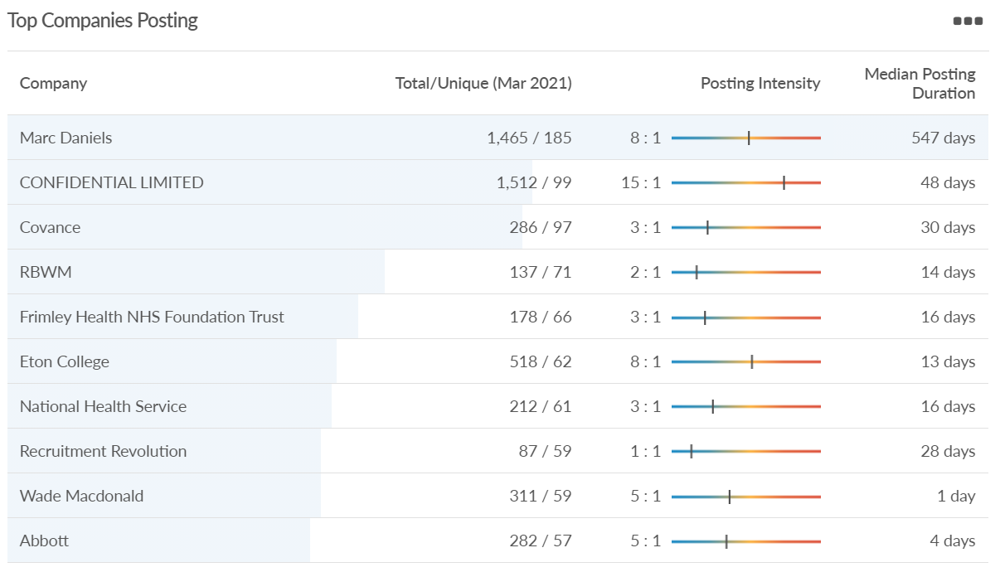 Top Companies Posting
Company Total/Unique (Mar 2021) Posting Intensity Median Posting
Duration
Marc Daniels 1,465 / 185 8 : 1 547 days
CONFIDENTIAL LIMITED 1,512 / 99 15 : 1 48 days
Covance 286 / 97 3 : 1 30 days
RBWM 137 / 71 2 : 1 14 days
Frimley Health NHS Foundation Trust 178 / 66 3 : 1 16 days
Eton College 518 / 62 8 : 1 13 days
National Health Service 212 / 61 3 : 1 16 days
Recruitment Revolution 87 / 59 1 : 1 28 days
Wade Macdonald 311 / 59 5 : 1 1 day
Abbott 282 / 57 5 : 1 4 days